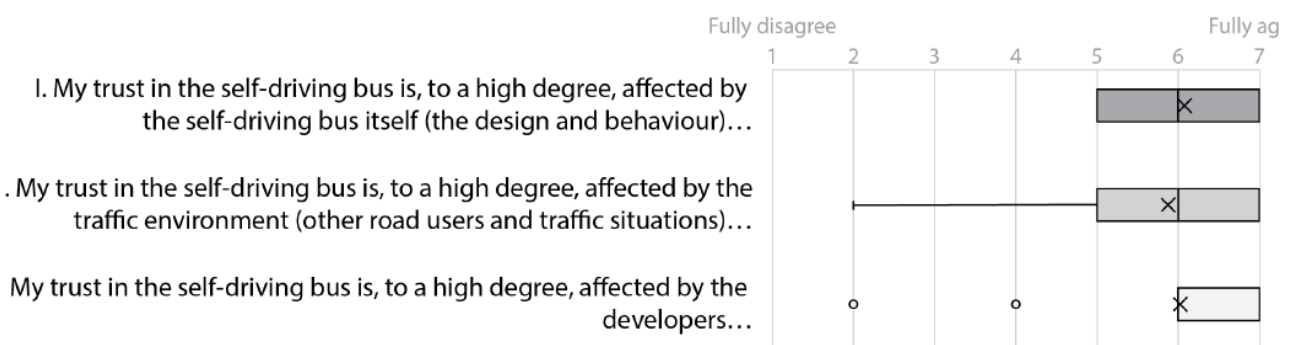 Fully disagree Fully ag
1 2 3 4 5 6 7
I. My trust in the self-driving bus is, to a high degree, affected by
the self-driving bus itself (the design and behaviour)…
. My trust in the self-driving bus is, to a high degree, affected by the
traffic environment (other road users and traffic situations)…
My trust in the self-driving bus is, to a high degree, affected by the
developers…